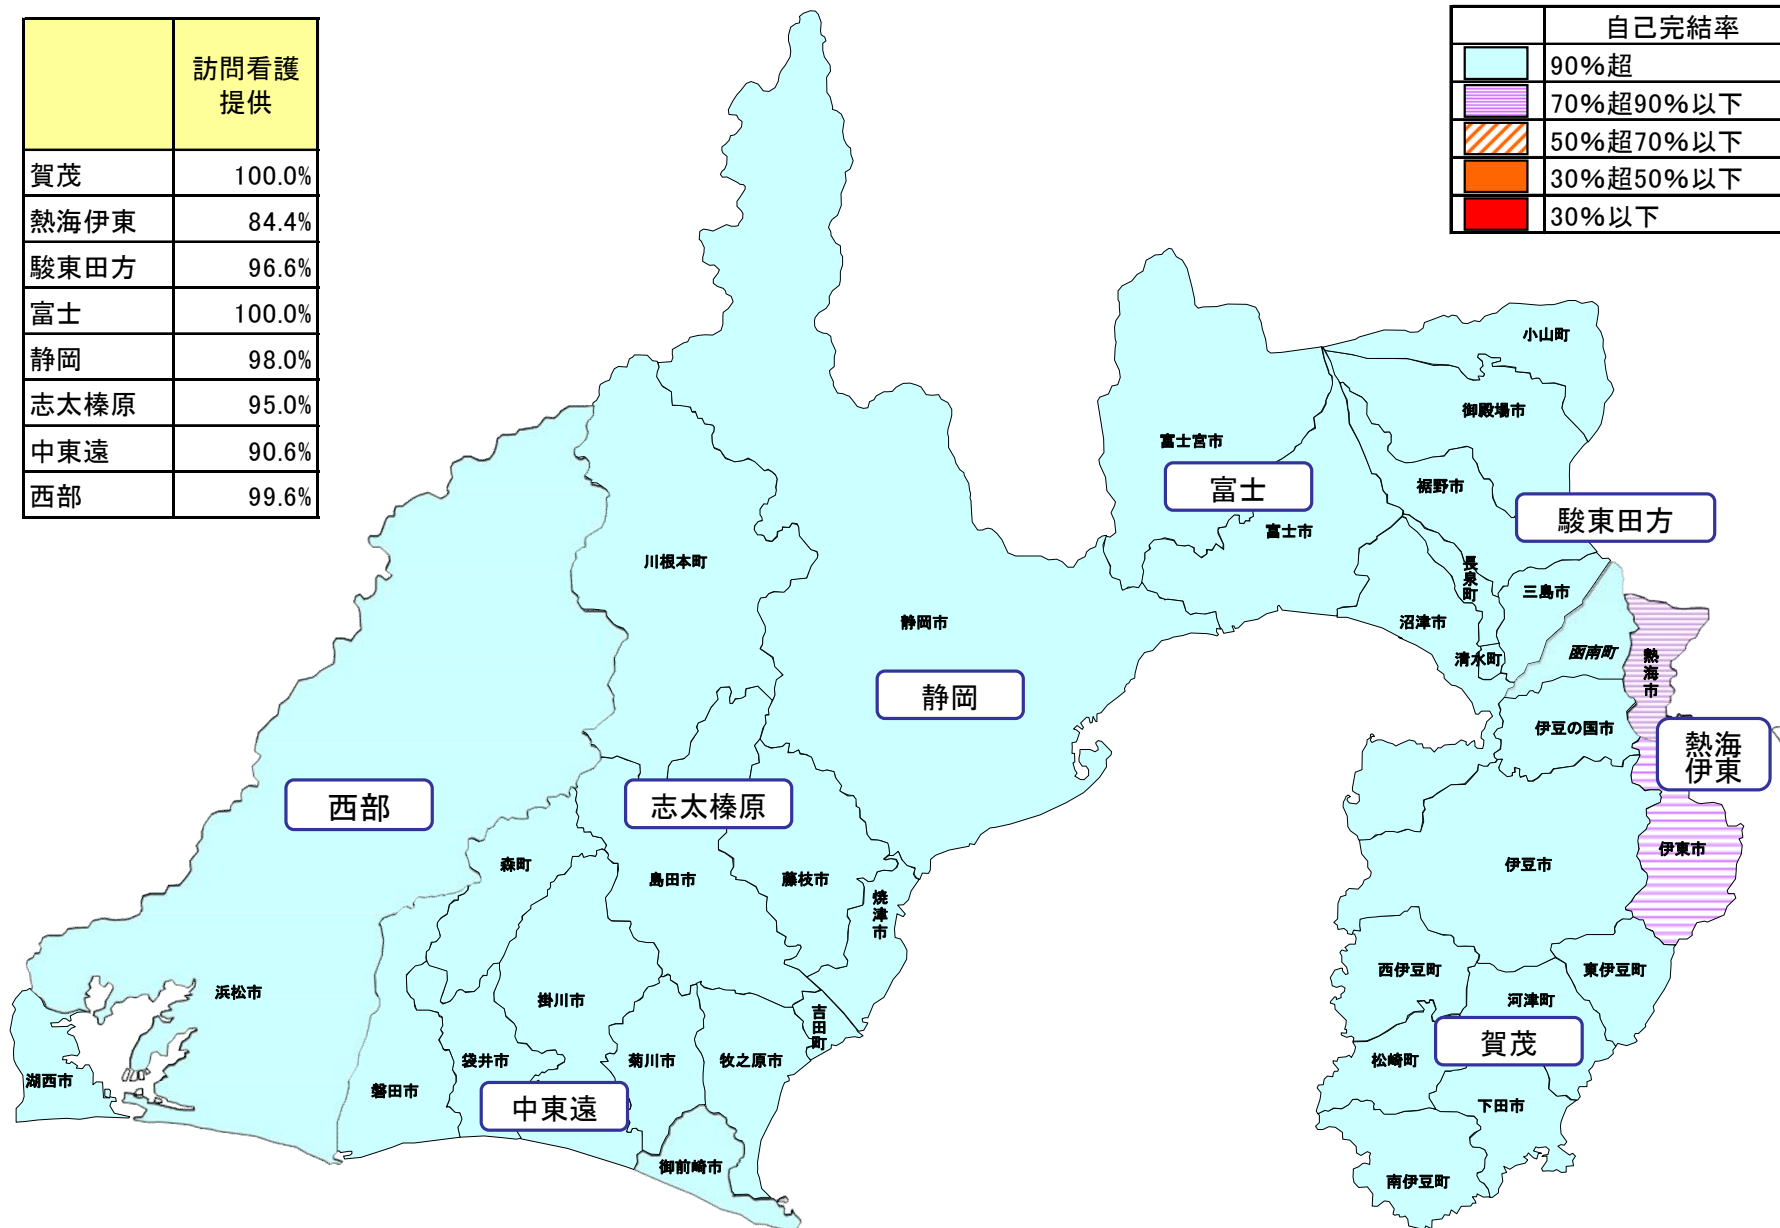 訪問看護
提供
賀茂 100.0%
熱海伊東 84.4%
駿東田方 96.6%
富士 100.0%
静岡 98.0%
志太榛原 95.0%
中東遠 90.6%
西部 99.6%
自己完結率
90%超
70%超90%以下
50%超70%以下
30%超50%以下
30%以下
小山町
御殿場市
富士宮市
富士
裾野市
駿東田方
富士市
川根本町
長泉町
三島市
静岡市
沼津市
函南町
清水町
熱海市
静岡
伊豆の国市
熱海
伊東
西部
志太榛原
森町
島田市
藤枝市
焼津市
伊豆市
伊東市
西伊豆町
東伊豆町
浜松市
掛川市
河津町
吉田町
賀茂
湖西市
磐田市
袋井市
菊川市
牧之原市
松崎町
中東遠
下田市
御前崎市
南伊豆町